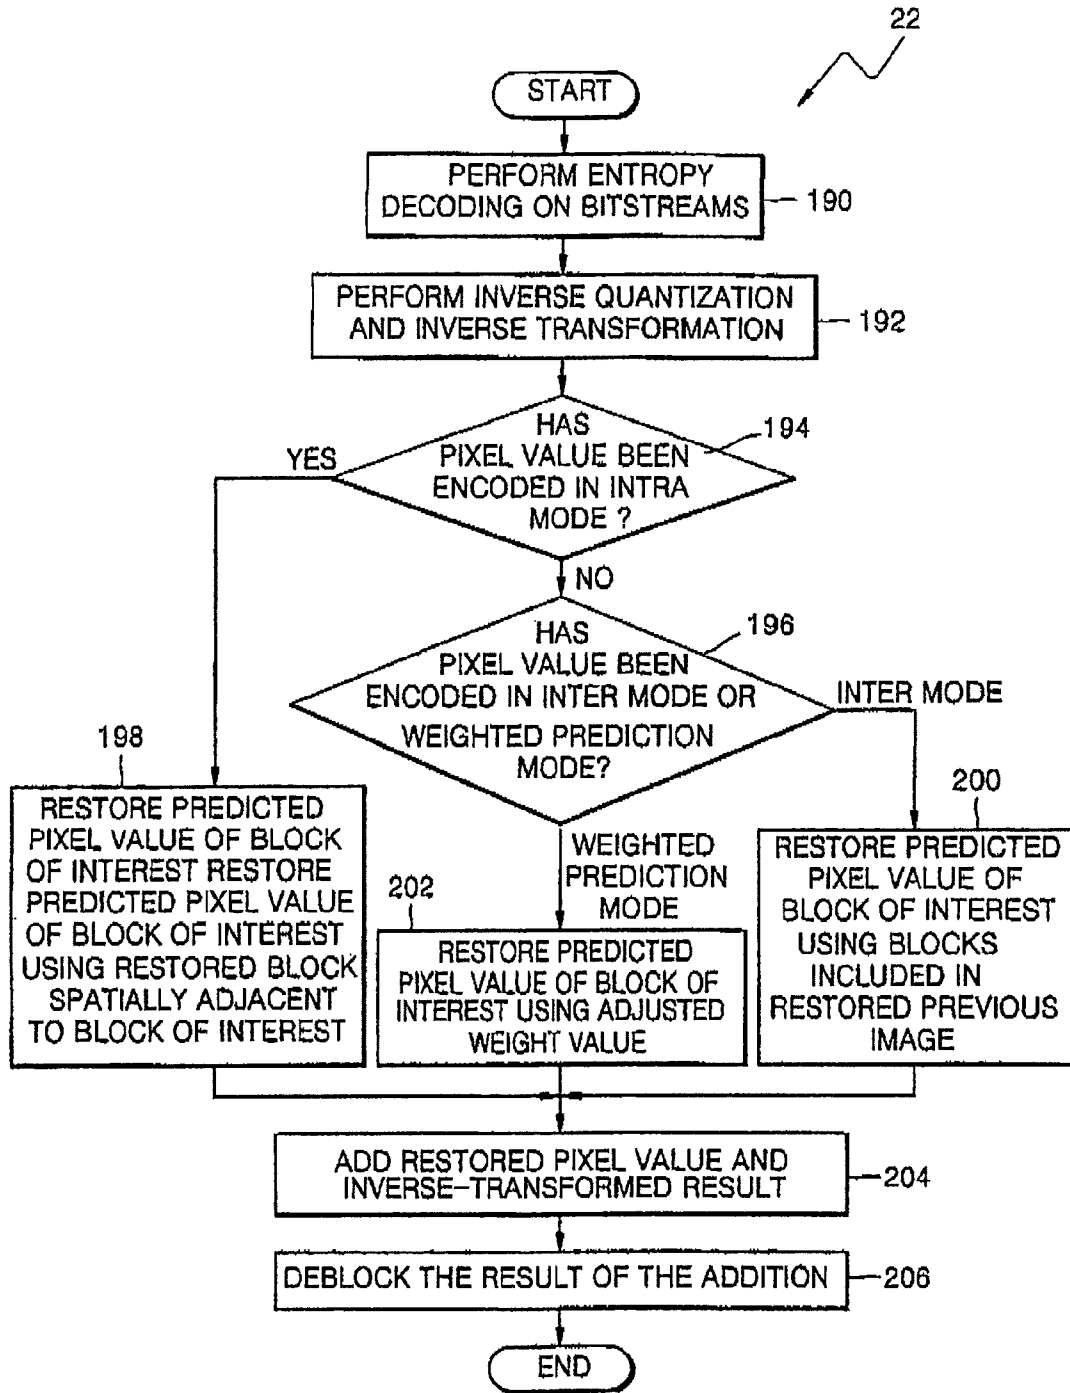 22
START
PERFORM ENTROPY
DECODING ON BITSTREAMS
190
PERFORM INVERSE QUANTIZATION
AND INVERSE TRANSFORMATION
192
HAS
PIXEL VALUE BEEN
ENCODED IN INTRA
MODE ?
194
YES
NO
HAS
PIXEL VALUE BEEN
ENCODED IN INTER MODE OR
WEIGHTED PREDICTION
MODE?
196
INTER MODE
198
RESTORE PREDICTED
PIXEL VALUE OF BLOCK
OF INTEREST RESTORE
PREDICTED PIXEL VALUE
OF BLOCK OF INTEREST
USING RESTORED BLOCK
SPATIALLY ADJACENT
TO BLOCK OF INTEREST
WEIGHTED
PREDICTION
MODE
202
RESTORE PREDICTED
PIXEL VALUE OF BLOCK OF
INTEREST USING ADJUSTED
WEIGHT VALUE
200
RESTORE PREDICTED
PIXEL VALUE OF
BLOCK OF INTEREST
USING BLOCKS
INCLUDED IN
RESTORED PREVIOUS
IMAGE
ADD RESTORED PIXEL VALUE AND
INVERSE-TRANSFORMED RESULT
204
DEBLOCK THE RESULT OF THE ADDITION
206
END